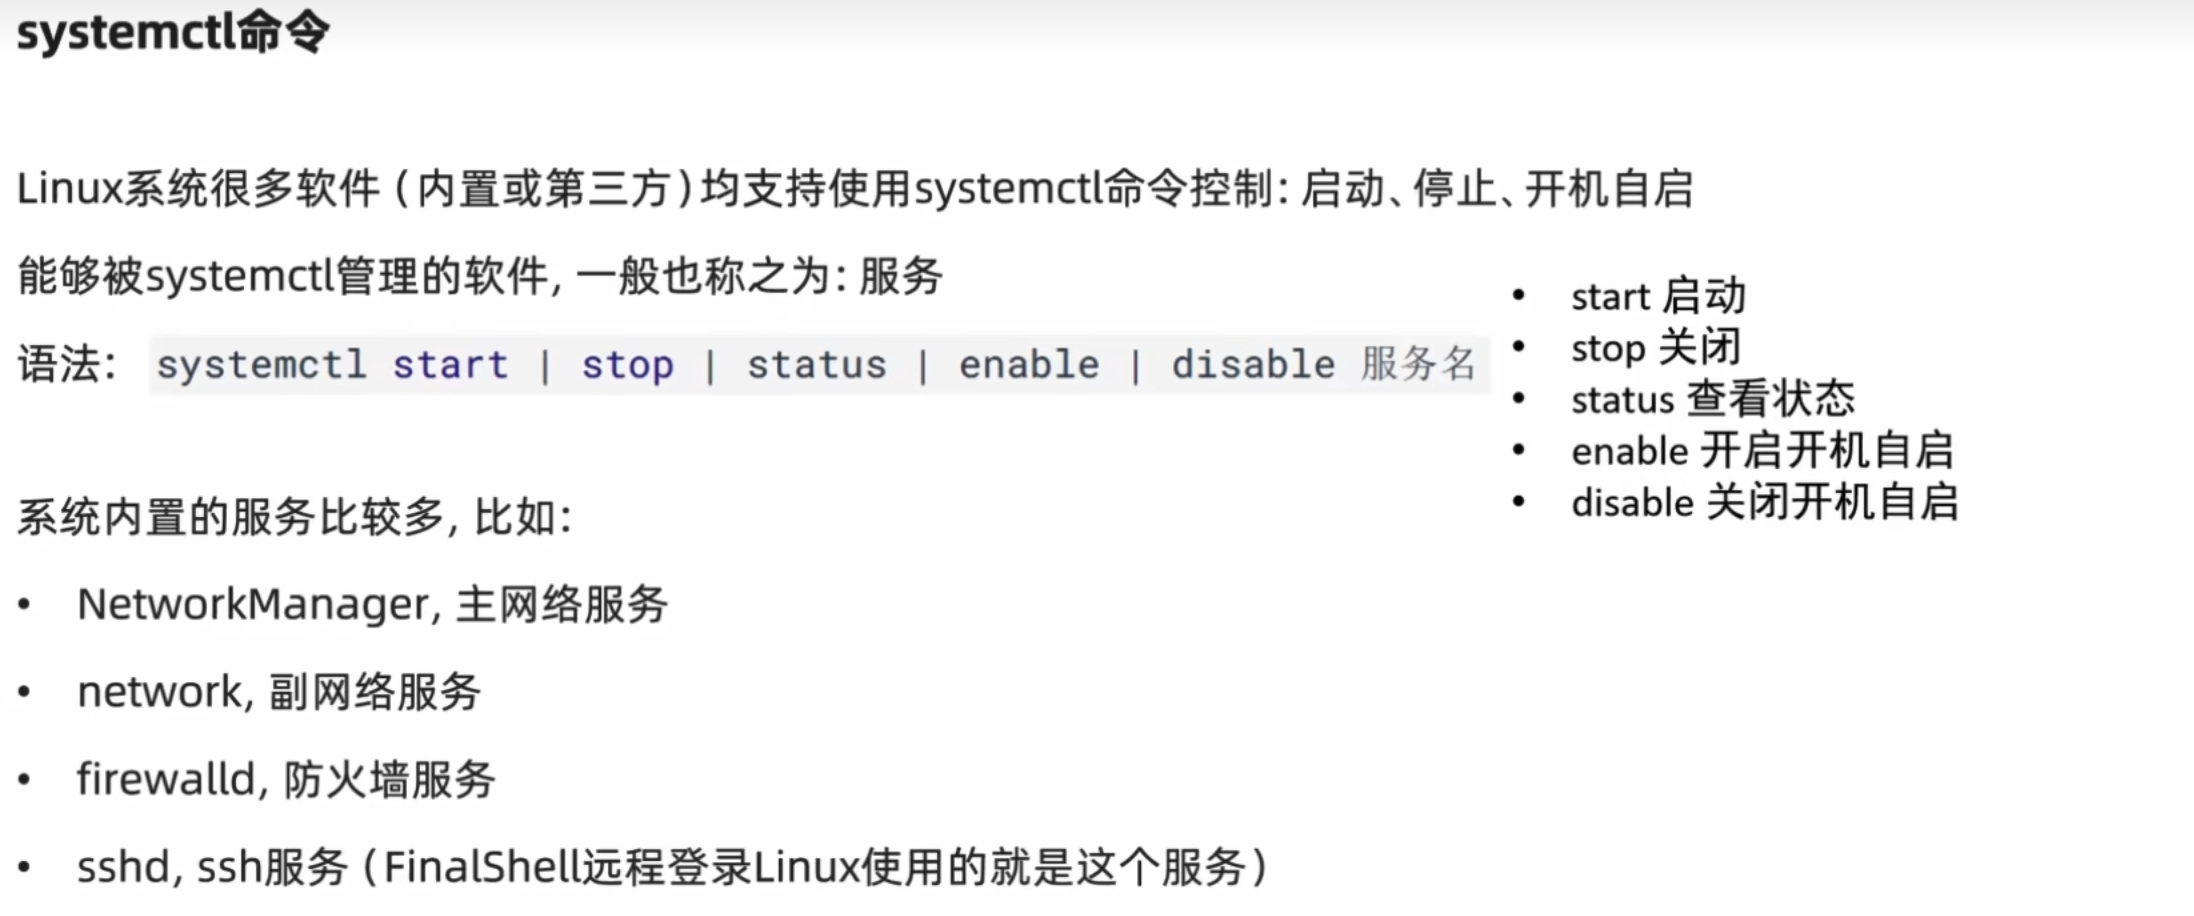 systemctl命令
Linux系统很多软件（内置或第三方）均支持使用systemctl命令控制：启动、停止、开机自启
能够被systemctl管理的软件, 一般也称之为：服务
语法： systemctl start | stop | status | enable | disable 服务名
• start 启动
• stop 关闭
• status 查看状态
• enable 开启开机自启
• disable 关闭开机自启
系统内置的服务比较多, 比如：
• NetworkManager, 主网络服务
• network, 副网络服务
• firewalld, 防火墙服务
• sshd, ssh服务（FinalShell远程登录Linux使用的就是这个服务）